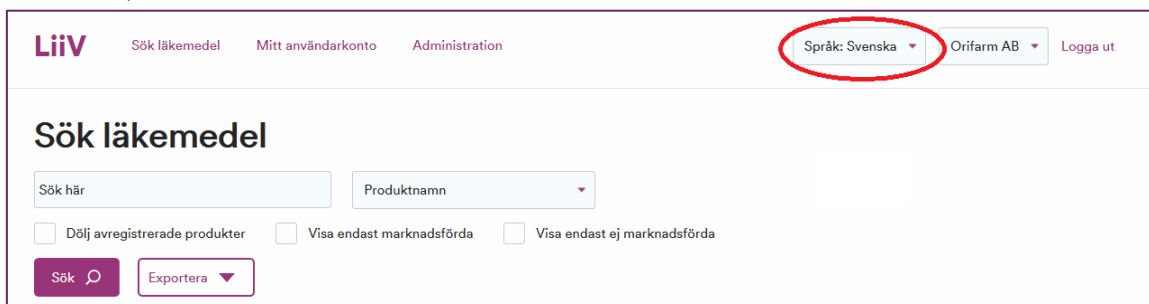 LiiV Sök läkemedel Mitt användarkonto Administration Språk: Svenska Orifarm AB Logga ut
Sök läkemedel
Sök här Produktnamn
Dölj avregistrerade produkter Visa endast marknadsförda Visa endast ej marknadsförda
Sök Exportera